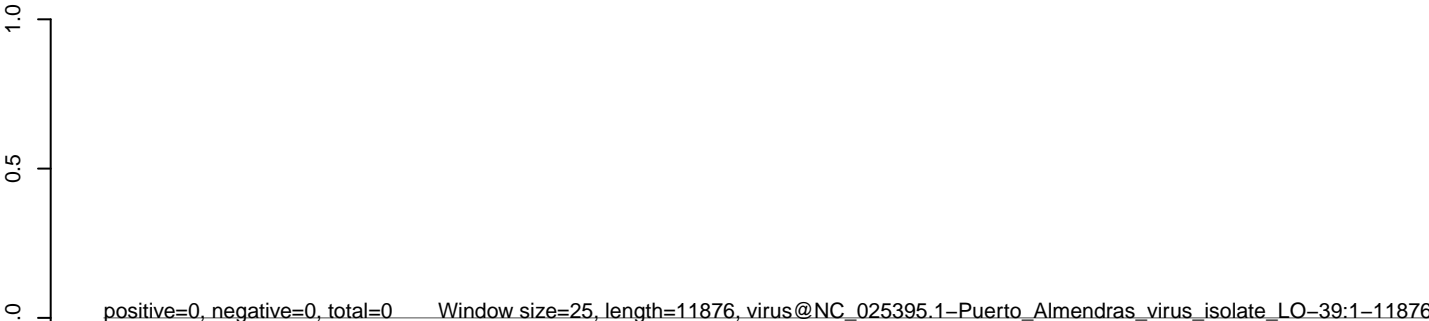 1.0
0.5
.0
positive=0, negative=0, total=0 Window size=25, length=11876, virus@NC_025395.1−Puerto_Almendras_virus_isolate_LO−39:1−11876